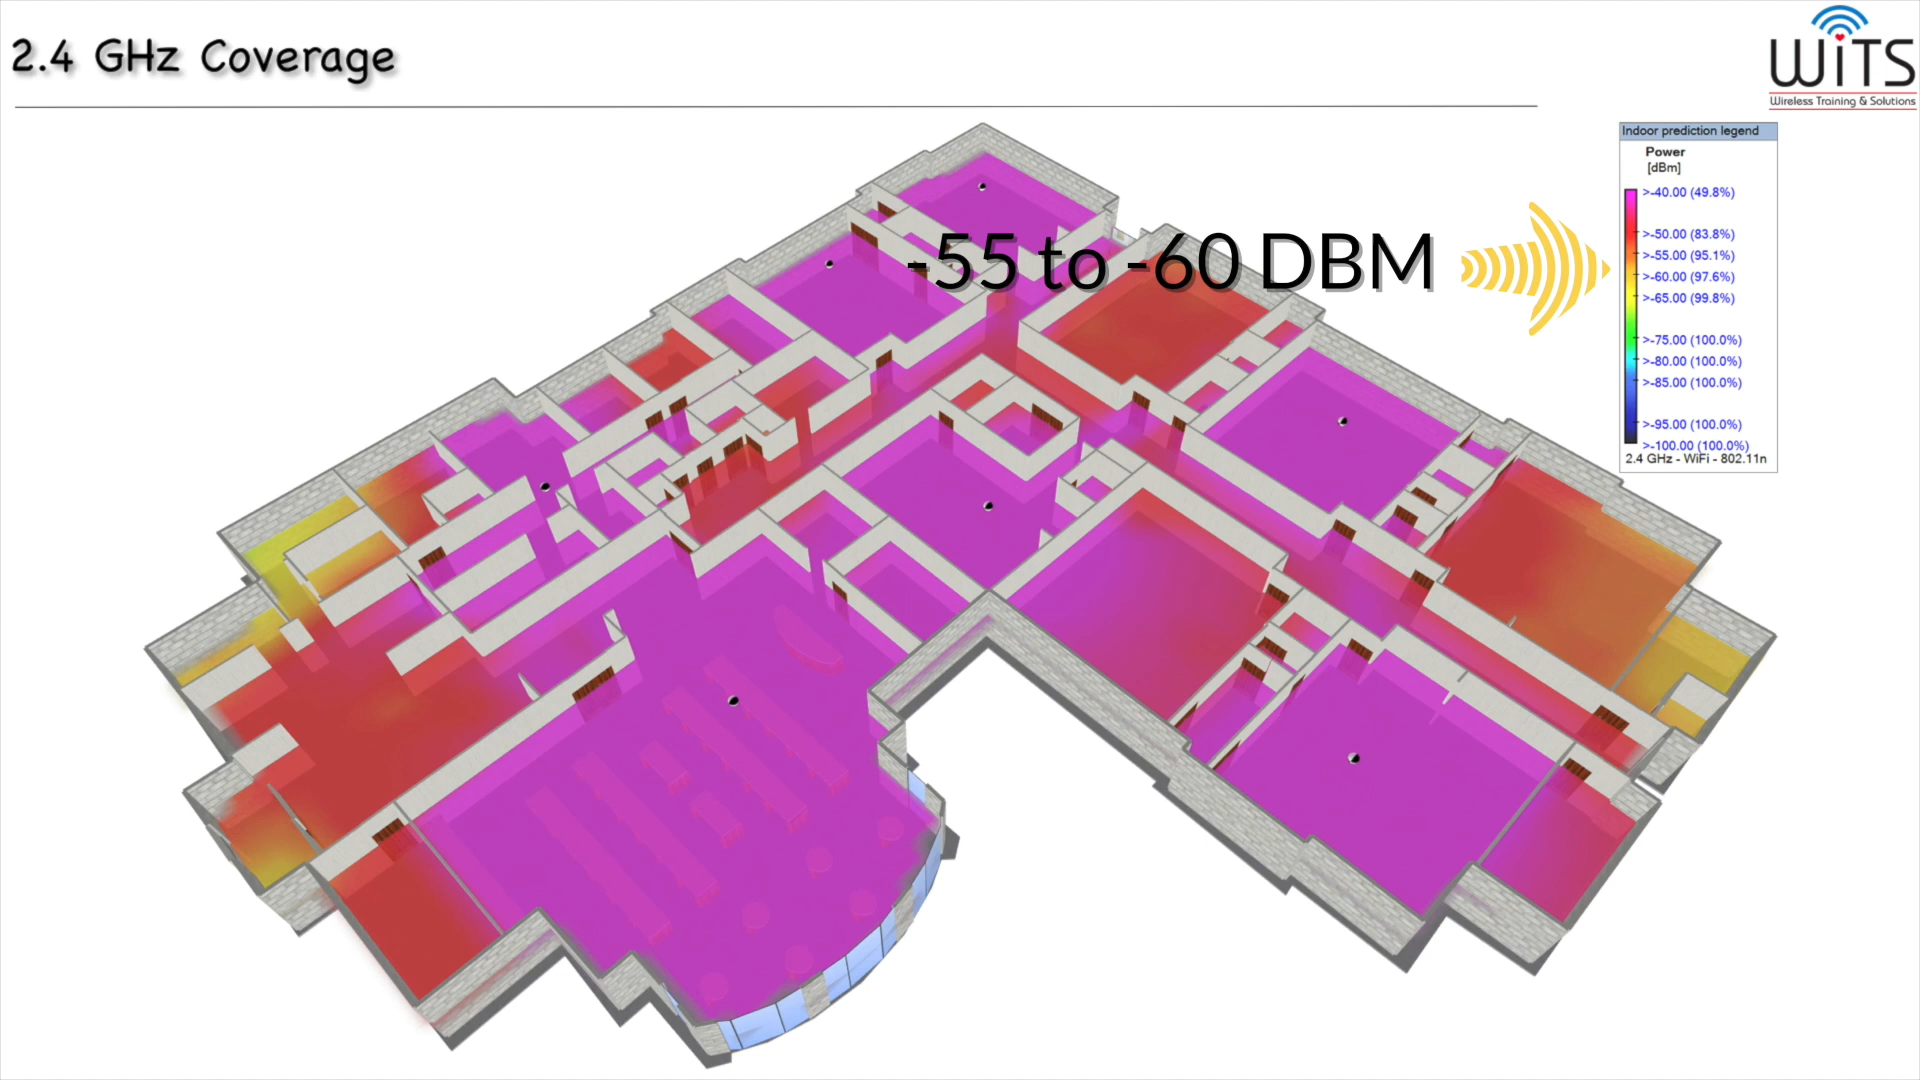 2.4 GHz Coverage
WiTS
Wireless Training & Solutions
Indoor prediction legend
Power
[dBm]
>-40.00 (49.8%)
-55 to -60 DBM
>-50.00 (83.8%)
>-55.00 (95.1%)
>-60.00 (97.6%)
>-65.00 (99.8%)
>-75.00 (100.0%)
>-80.00 (100.0%)
>-85.00 (100.0%)
>-95.00 (100.0%)
>-100.00 (100.0%)
2.4 GHz - WiFi - 802.11n